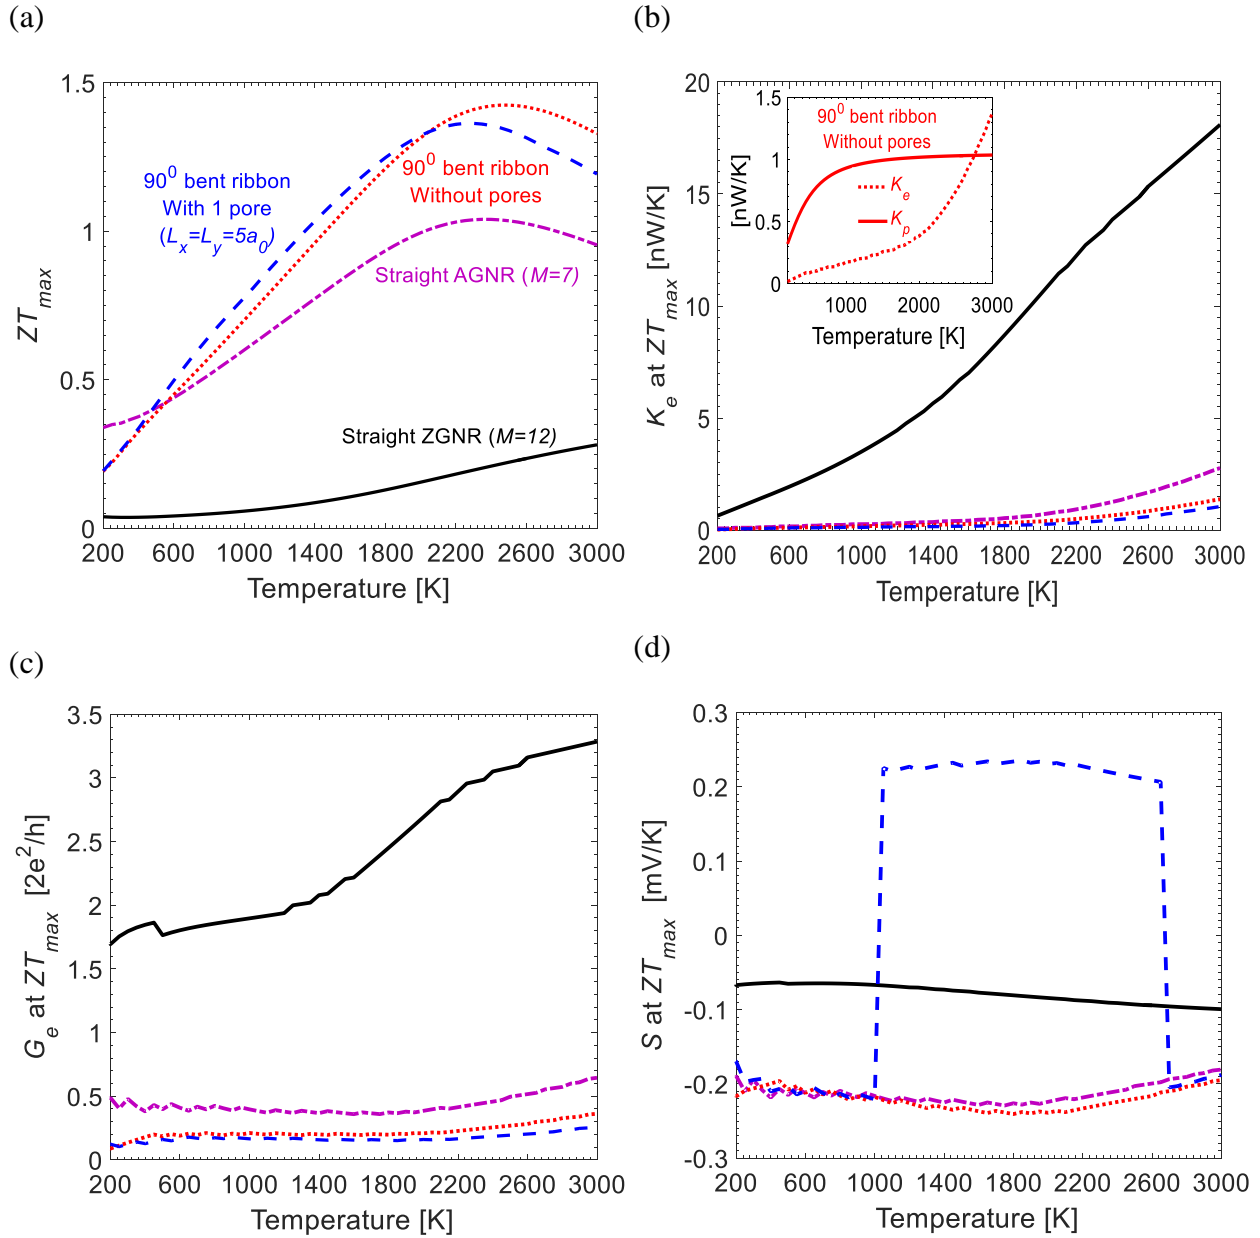 (a)
ZT_max
1.5
1
0.5
0
90^0 bent ribbon
With 1 pore
(L_x=L_y=5a_0)
90^0 bent ribbon
Without pores
Straight AGNR (M=7)
Straight ZGNR (M=12)
200 600 1000 1400 1800 2200 2600 3000
Temperature [K]
(b)
K_e at ZT_max [nW/K]
20
15
10
5
0
[nW/K]
1.5
1
0.5
0
90^0 bent ribbon
Without pores
K_e
K_p
1000 2000 3000
Temperature [K]
200 600 1000 1400 1800 2200 2600 3000
Temperature [K]
(c)
G_e at ZT_max [2e^2/h]
3.5
3
2.5
2
1.5
1
0.5
0
200 600 1000 1400 1800 2200 2600 3000
Temperature [K]
(d)
S at ZT_max [mV/K]
0.3
0.2
0.1
0
-0.1
-0.2
-0.3
200 600 1000 1400 1800 2200 2600 3000
Temperature [K]